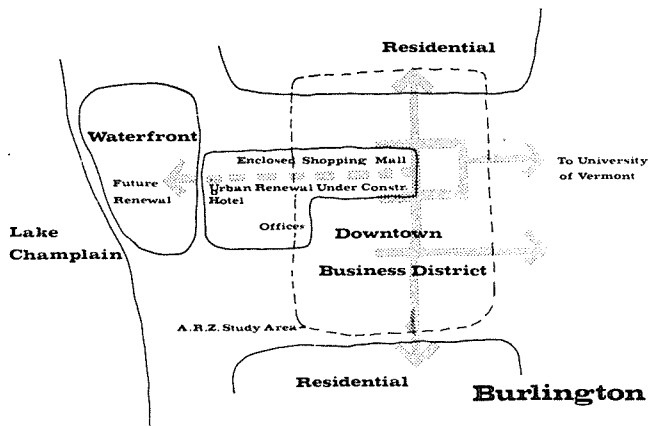 Residential
Waterfront
Enclosed Shopping Mall
To University
of Vermont
Future
Renewal
Urban Renewal Under Constr.
Hotel
Offices
Lake
Champlain
Downtown
Business District
A.R.Z. Study Area
Residential
Burlington